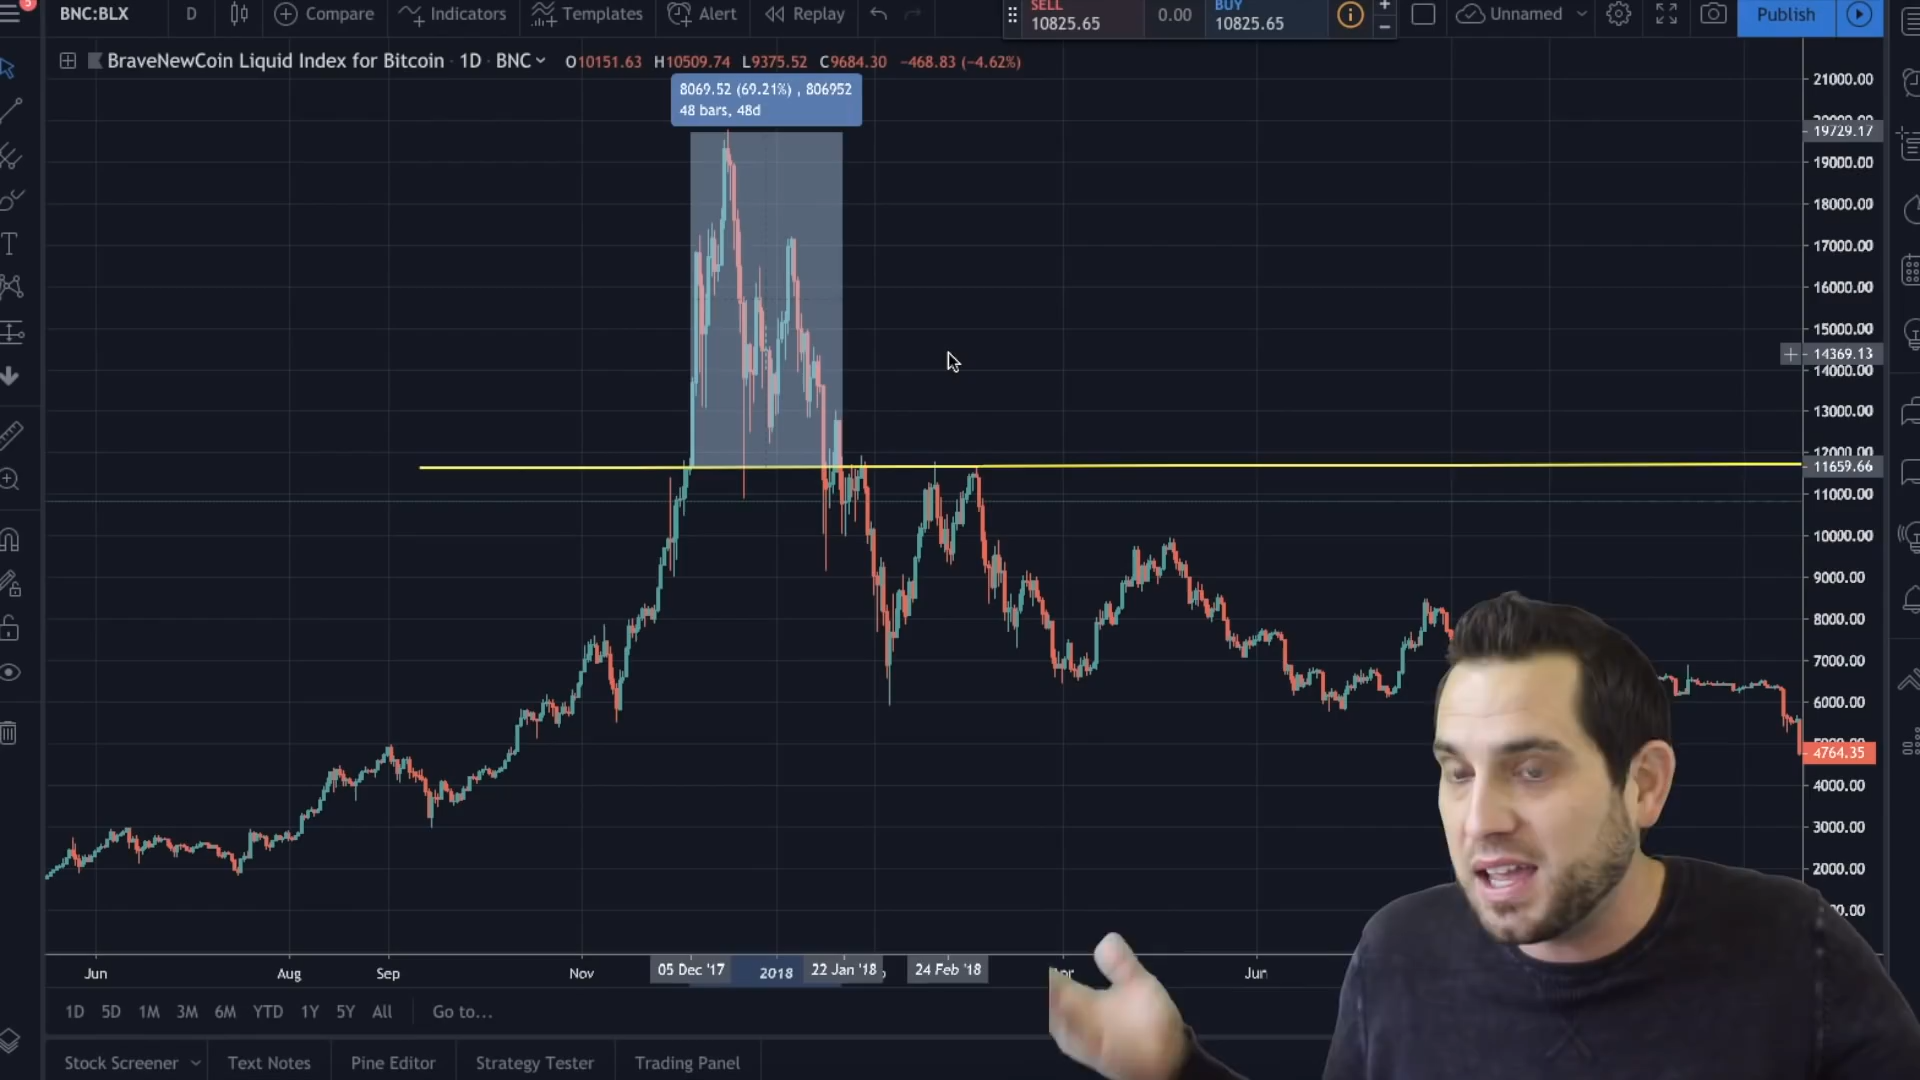 5
BNC:BLX
D
Compare
Indicators
Templates
Alert
Replay
SELL
10825.65
0.00
BUY
10825.65
Unnamed
Publish
BraveNewCoin Liquid Index for Bitcoin · 1D · BNC
O10151.63 H10509.74 L9375.52 C9684.30 −468.83 (−4.62%)
8069.52 (69.21%) , 806952
48 bars, 48d
21000.00
19729.17
19000.00
18000.00
17000.00
16000.00
15000.00
14369.13
14000.00
13000.00
12000.00
11659.66
11000.00
10000.00
9000.00
8000.00
7000.00
6000.00
4764.35
4000.00
3000.00
2000.00
Jun
Aug
Sep
Nov
05 Dec '17
2018
22 Jan '18
24 Feb '18
Jun
1D
5D
1M
3M
6M
YTD
1Y
5Y
All
Go to...
Stock Screener
Text Notes
Pine Editor
Strategy Tester
Trading Panel